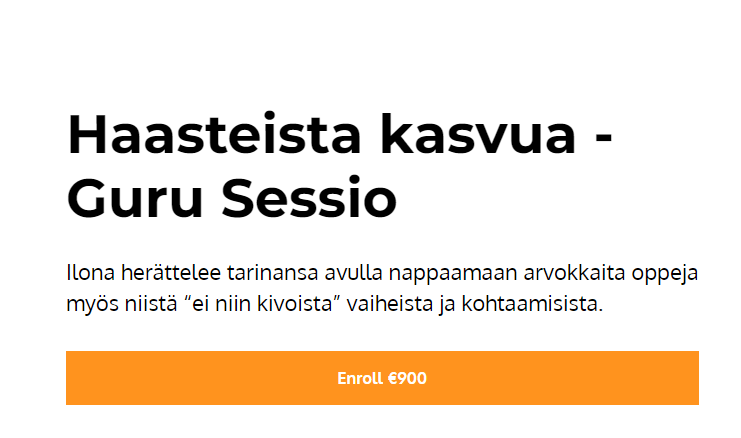 Haasteista kasvua -
Guru Sessio
Ilona herättelee tarinansa avulla nappaamaan arvokkaita oppeja
myös niistä “ei niin kivoista” vaiheista ja kohtaamisista.
Enroll €900